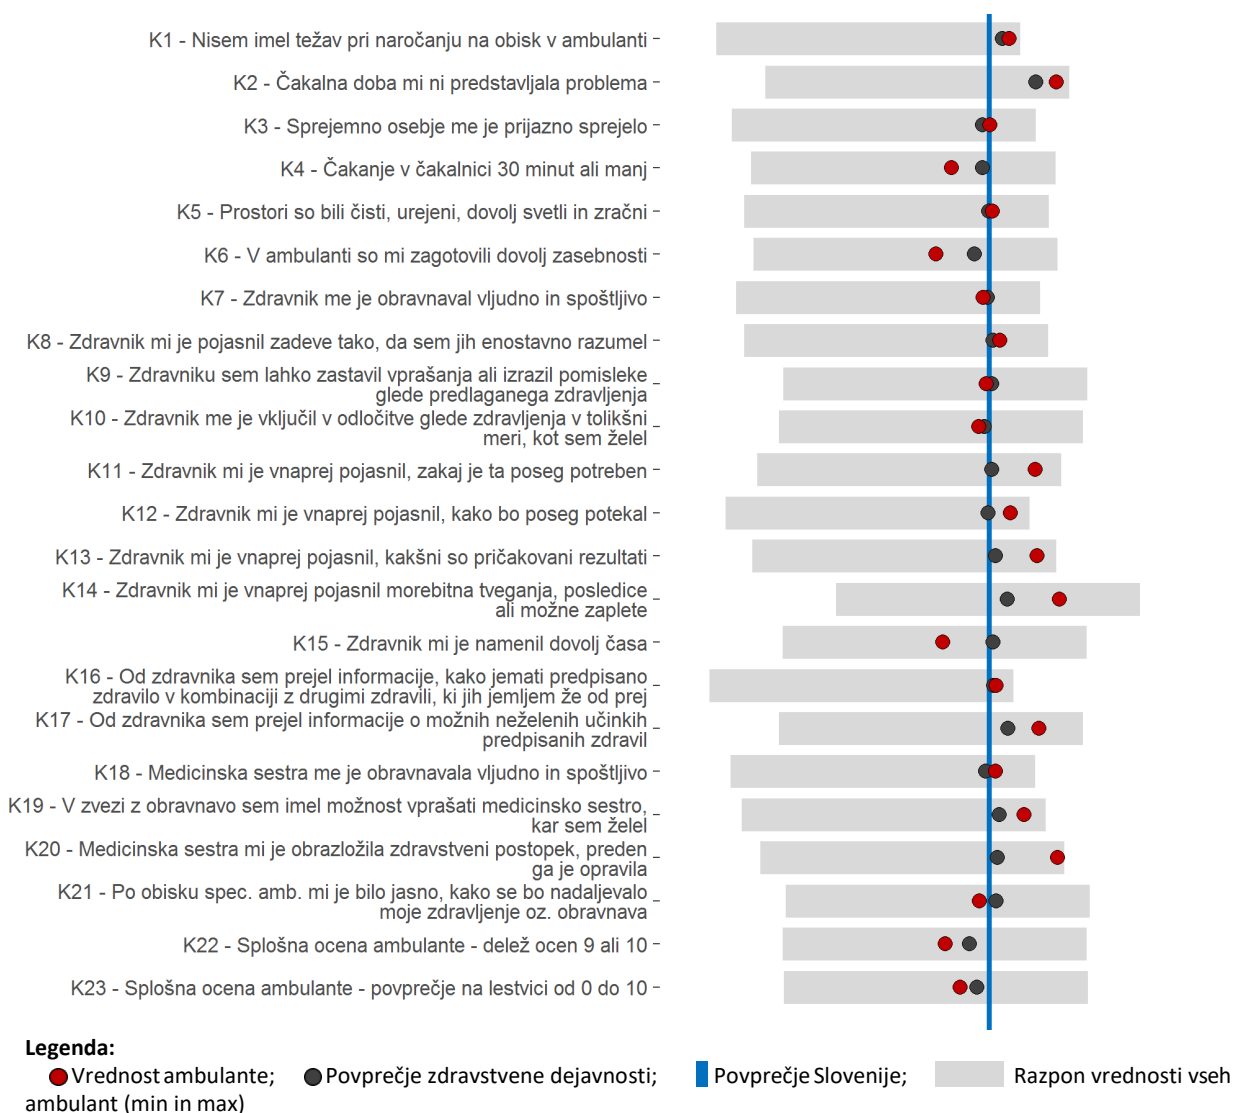 K1 - Nisem imel težav pri naročanju na obisk v ambulanti
K2 - Čakalna doba mi ni predstavljala problema
K3 - Sprejemno osebje me je prijazno sprejelo
K4 - Čakanje v čakalnici 30 minut ali manj
K5 - Prostori so bili čisti, urejeni, dovolj svetli in zračni
K6 - V ambulanti so mi zagotovili dovolj zasebnosti
K7 - Zdravnik me je obravnaval vljudno in spoštljivo
K8 - Zdravnik mi je pojasnil zadeve tako, da sem jih enostavno razumel
K9 - Zdravniku sem lahko zastavil vprašanja ali izrazil pomisleke
glede predlaganega zdravljenja
K10 - Zdravnik me je vključil v odločitve glede zdravljenja v tolikšni
meri, kot sem želel
K11 - Zdravnik mi je vnaprej pojasnil, zakaj je ta poseg potreben
K12 - Zdravnik mi je vnaprej pojasnil, kako bo poseg potekal
K13 - Zdravnik mi je vnaprej pojasnil, kakšni so pričakovani rezultati
K14 - Zdravnik mi je vnaprej pojasnil morebitna tveganja, posledice
ali možne zaplete
K15 - Zdravnik mi je namenil dovolj časa
K16 - Od zdravnika sem prejel informacije, kako jemati predpisano
zdravilo v kombinaciji z drugimi zdravili, ki jih jemljem že od prej
K17 - Od zdravnika sem prejel informacije o možnih neželenih učinkih
predpisanih zdravil
K18 - Medicinska sestra me je obravnavala vljudno in spoštljivo
K19 - V zvezi z obravnavo sem imel možnost vprašati medicinsko sestro,
kar sem želel
K20 - Medicinska sestra mi je obrazložila zdravstveni postopek, preden
ga je opravila
K21 - Po obisku spec. amb. mi je bilo jasno, kako se bo nadaljevalo
moje zdravljenje oz. obravnava
K22 - Splošna ocena ambulante - delež ocen 9 ali 10
K23 - Splošna ocena ambulante - povprečje na lestvici od 0 do 10
Legenda:
Vrednost ambulante; Povprečje zdravstvene dejavnosti; Povprečje Slovenije; Razpon vrednosti vseh
ambulant (min in max)